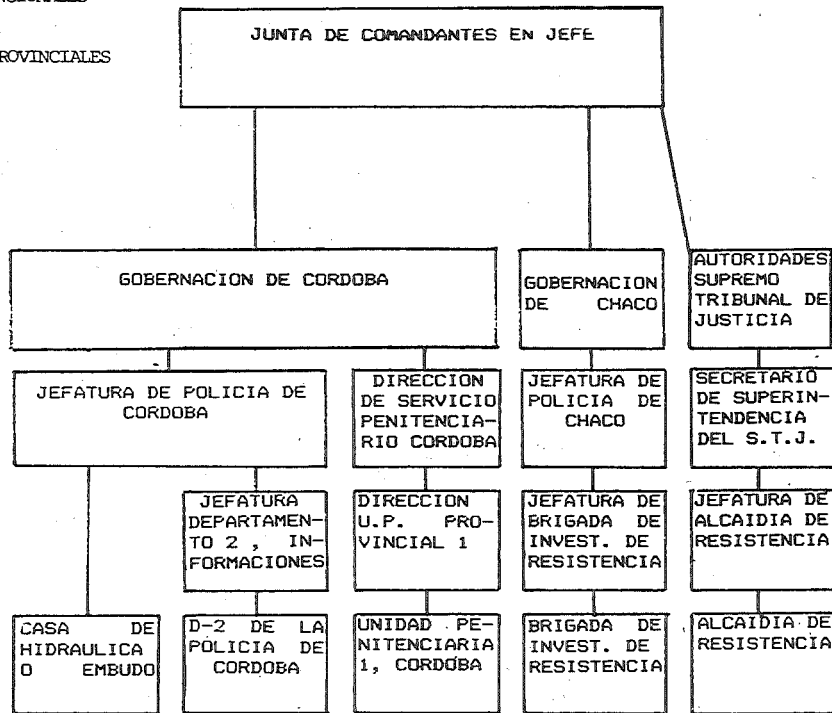 ROVINCIALES
JUNTA DE COMANDANTES EN JEFE
GOBERNACION DE CORDOBA
GOBERNACION
DE CHACO
AUTORIDADES
SUPREMO
TRIBUNAL DE
JUSTICIA
JEFATURA DE POLICIA DE
CORDOBA
DIRECCION
DE SERVICIO
PENITENCIA-
RIO CORDOBA
JEFATURA DE
POLICIA DE
CHACO
SECRETARIO
DE SUPERIN-
TENDENCIA
DEL S.T.J.
JEFATURA
DEPARTAMEN-
TO 2 , IN-
FORMACIONES
DIRECCION
U.P. PRO-
VINCIAL 1
JEFATURA DE
BRIGADA DE
INVEST. DE
RESISTENCIA
JEFATURA DE
ALCAIDIA DE
RESISTENCIA
CASA DE
HIDRAULICA
O EMBUDO
D-2 DE LA
POLICIA DE
CORDOBA
UNIDAD PE-
NITENCIARIA
1, CORDOBA
BRIGADA DE
INVEST. DE
RESISTENCIA
ALCAIDIA DE
RESISTENCIA